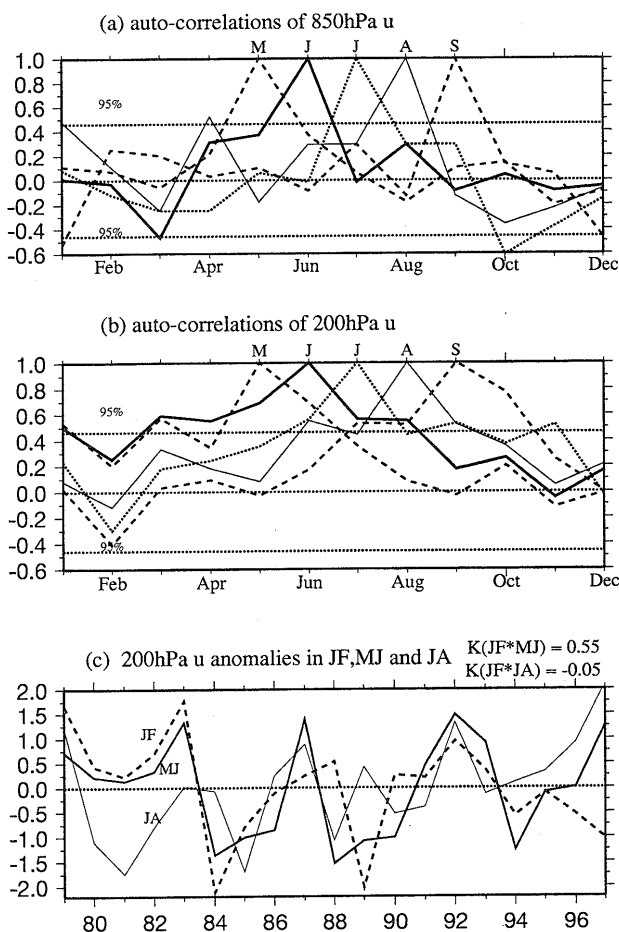 (a) auto-correlations of 850hPa u
M J J A S
1.0
0.8
0.6
0.4
0.2
0.0
-0.2
-0.4
-0.6
95%
95%
Feb Apr Jun Aug Oct Dec
(b) auto-correlations of 200hPa u
M J J A S
1.0
0.8
0.6
0.4
0.2
0.0
-0.2
-0.4
-0.6
95%
95%
Feb Apr Jun Aug Oct Dec
(c) 200hPa u anomalies in JF,MJ and JA
K(JF*MJ) = 0.55
K(JF*JA) = -0.05
2.0
1.5
1.0
0.5
0.0
-0.5
-1.0
-1.5
-2.0
JF
MJ
JA
80 82 84 86 88 90 92 94 96